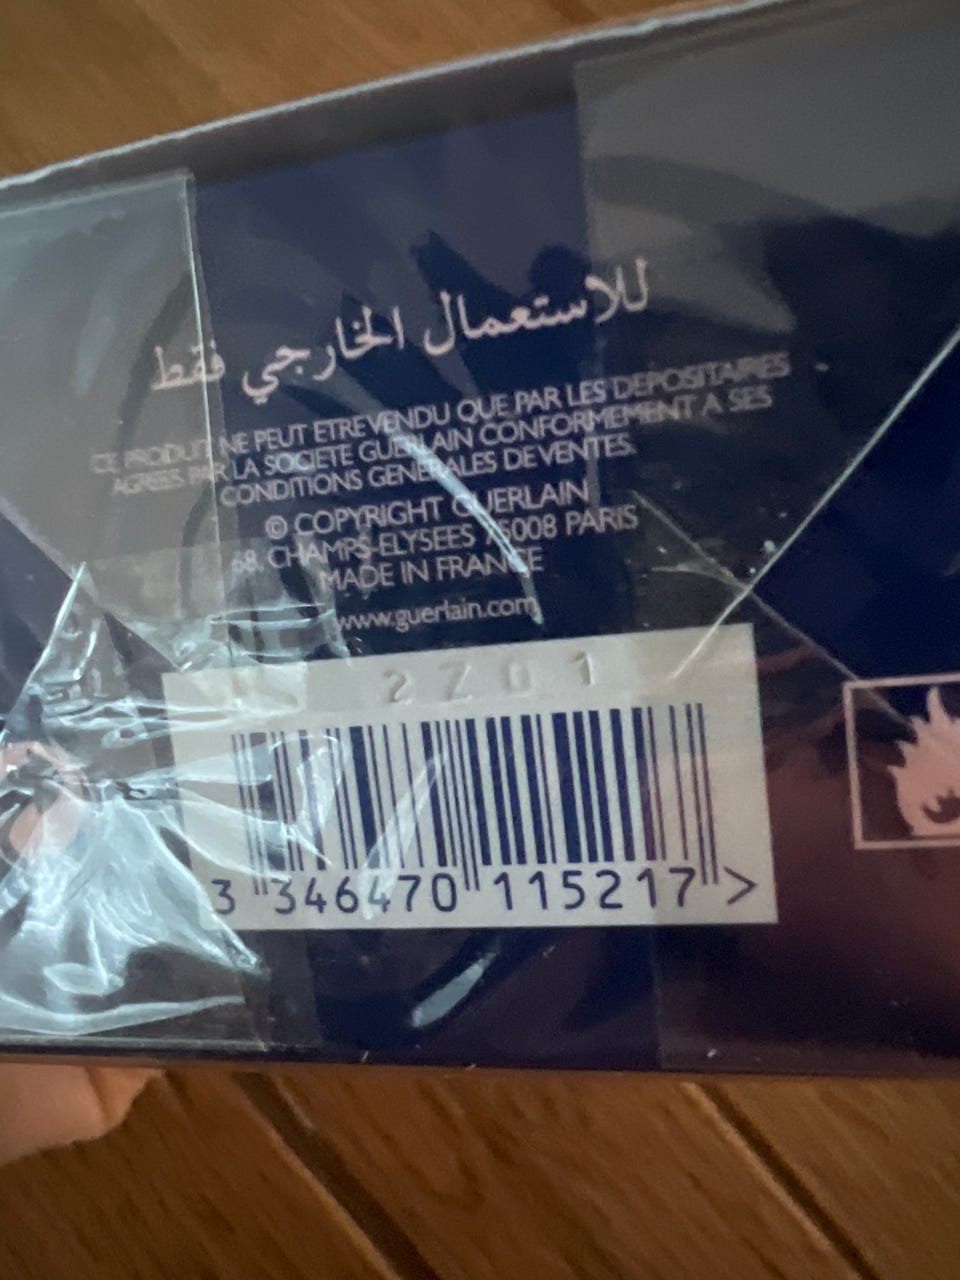 للاستعمال الخارجي فقط
CE PRODUIT NE PEUT ETRE VENDU QUE PAR LES DEPOSITAIRES
AGREES PAR LA SOCIETE GUERLAIN CONFORMEMENT A SES
CONDITIONS GENERALES DE VENTES.
© COPYRIGHT GUERLAIN
68, CHAMPS-ELYSEES 75008 PARIS
MADE IN FRANCE
www.guerlain.com
2Z01
3 346470 115217 >